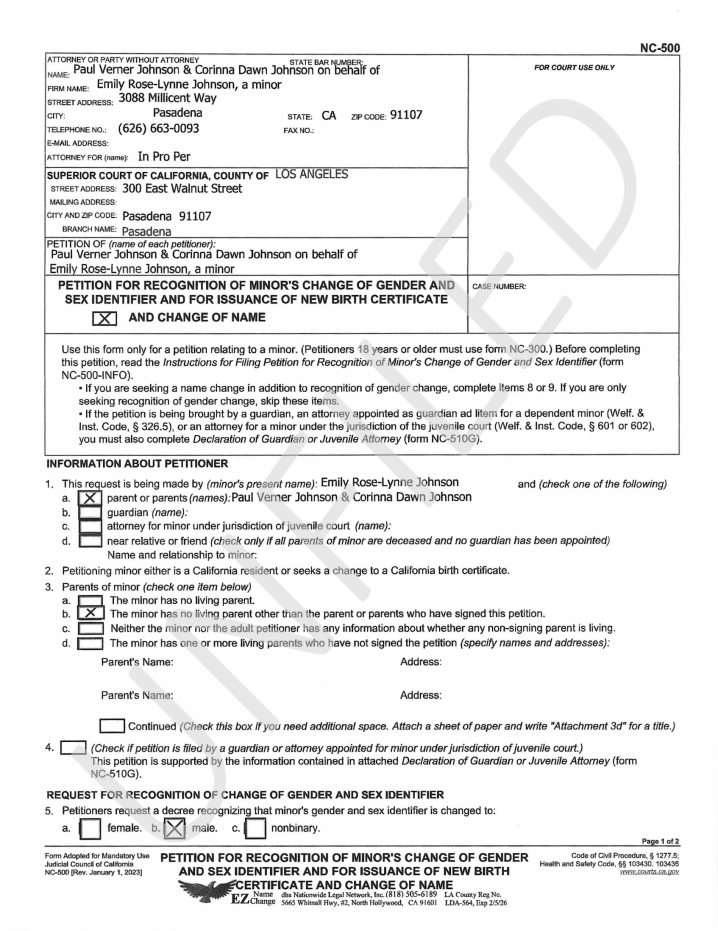 NC-500
ATTORNEY OR PARTY WITHOUT ATTORNEY STATE BAR NUMBER:
NAME: Paul Verner Johnson & Corinna Dawn Johnson on behalf of
FOR COURT USE ONLY
FIRM NAME: Emily Rose-Lynne Johnson, a minor
STREET ADDRESS: 3088 Millicent Way
CITY: Pasadena STATE: CA ZIP CODE: 91107
TELEPHONE NO.: (626) 663-0093 FAX NO.:
E-MAIL ADDRESS:
ATTORNEY FOR (name): In Pro Per
SUPERIOR COURT OF CALIFORNIA, COUNTY OF LOS ANGELES
STREET ADDRESS: 300 East Walnut Street
MAILING ADDRESS:
CITY AND ZIP CODE: Pasadena 91107
BRANCH NAME: Pasadena
PETITION OF (name of each petitioner):
Paul Verner Johnson & Corinna Dawn Johnson on behalf of
Emily Rose-Lynne Johnson, a minor
PETITION FOR RECOGNITION OF MINOR'S CHANGE OF GENDER AND
SEX IDENTIFIER AND FOR ISSUANCE OF NEW BIRTH CERTIFICATE
X AND CHANGE OF NAME
CASE NUMBER:
UNFILED
Use this form only for a petition relating to a minor. (Petitioners 18 years or older must use form NC-300.) Before completing
this petition, read the Instructions for Filing Petition for Recognition of Minor's Change of Gender and Sex Identifier (form
NC-500-INFO).
• If you are seeking a name change in addition to recognition of gender change, complete items 8 or 9. If you are only
seeking recognition of gender change, skip these items.
• If the petition is being brought by a guardian, an attorney appointed as guardian ad litem for a dependent minor (Welf. &
Inst. Code, § 326.5), or an attorney for a minor under the jurisdiction of the juvenile court (Welf. & Inst. Code, § 601 or 602),
you must also complete Declaration of Guardian or Juvenile Attorney (form NC-510G).
INFORMATION ABOUT PETITIONER
1. This request is being made by (minor's present name): Emily Rose-Lynne Johnson and (check one of the following)
a. X parent or parents (names): Paul Verner Johnson & Corinna Dawn Johnson
b. guardian (name):
c. attorney for minor under jurisdiction of juvenile court (name):
d. near relative or friend (check only if all parents of minor are deceased and no guardian has been appointed)
Name and relationship to minor:
2. Petitioning minor either is a California resident or seeks a change to a California birth certificate.
3. Parents of minor (check one item below)
a. The minor has no living parent.
b. X The minor has no living parent other than the parent or parents who have signed this petition.
c. Neither the minor nor the adult petitioner has any information about whether any non-signing parent is living.
d. The minor has one or more living parents who have not signed the petition (specify names and addresses):
Parent's Name: Address:
Parent's Name: Address:
Continued (Check this box if you need additional space. Attach a sheet of paper and write "Attachment 3d" for a title.)
4. (Check if petition is filed by a guardian or attorney appointed for minor under jurisdiction of juvenile court.)
This petition is supported by the information contained in attached Declaration of Guardian or Juvenile Attorney (form
NC-510G).
REQUEST FOR RECOGNITION OF CHANGE OF GENDER AND SEX IDENTIFIER
5. Petitioners request a decree recognizing that minor's gender and sex identifier is changed to:
a. female. b. X male. c. nonbinary.
Page 1 of 2
Form Adopted for Mandatory Use
Judicial Council of California
NC-500 [Rev. January 1, 2023]
PETITION FOR RECOGNITION OF MINOR'S CHANGE OF GENDER
AND SEX IDENTIFIER AND FOR ISSUANCE OF NEW BIRTH
CERTIFICATE AND CHANGE OF NAME
Code of Civil Procedure, § 1277.5;
Health and Safety Code, §§ 103430, 103435
www.courts.ca.gov
EZ Name Change dba Nationwide Legal Network, Inc. (818) 505-6189 LA County Reg No.
5665 Whitnall Hwy, #2, North Hollywood, CA 91601 LDA-564, Exp 2/5/26